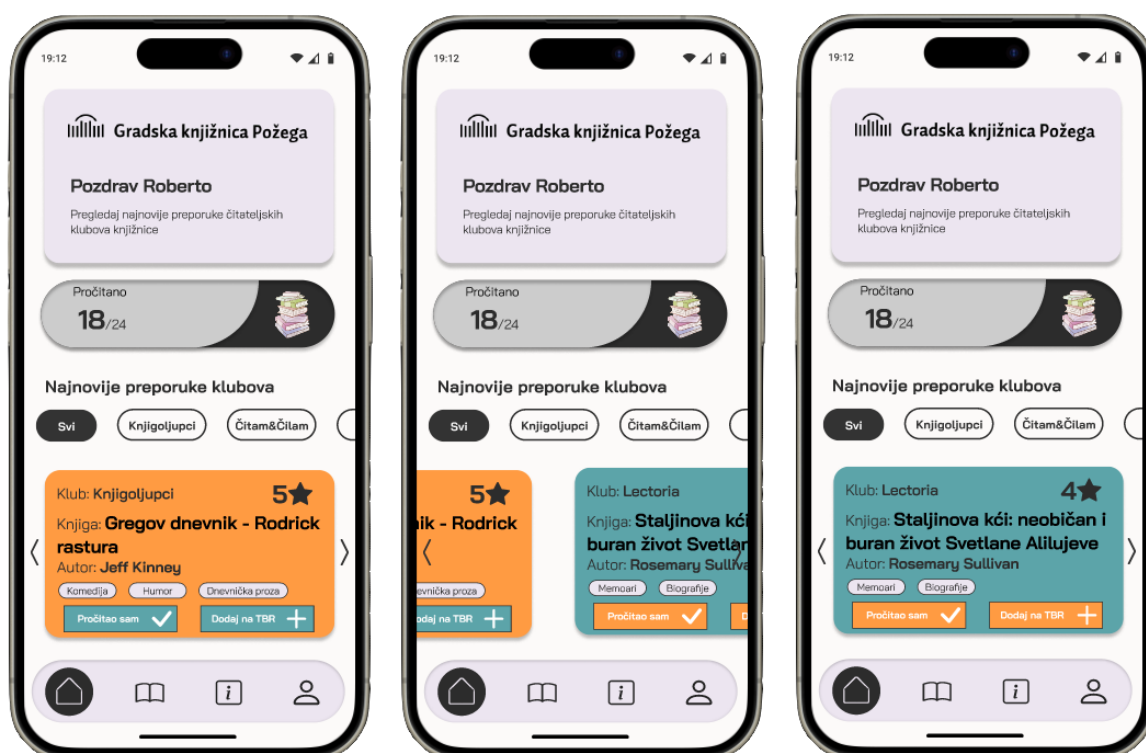 19:12
Gradska knjižnica Požega
Pozdrav Roberto
Pregledaj najnovije preporuke čitateljskih
klubova knjižnice
Pročitano
18/24
Najnovije preporuke klubova
Svi Knjigoljupci Čitam&Čilam
Klub: Knjigoljupci 5
Knjiga: Gregov dnevnik - Rodrick
rastura
Autor: Jeff Kinney
Komedija Humor Dnevnička proza
Pročitao sam Dodaj na TBR
i
19:12
Gradska knjižnica Požega
Pozdrav Roberto
Pregledaj najnovije preporuke čitateljskih
klubova knjižnice
Pročitano
18/24
Najnovije preporuke klubova
Svi Knjigoljupci Čitam&Čilam
5
- Rodrick
proza
na TBR
Klub: Lectoria
Knjiga: Staljinova kći
buran život
Autor: Rosemary
Memoari Biografije
Pročitao sam
i
19:12
Gradska knjižnica Požega
Pozdrav Roberto
Pregledaj najnovije preporuke čitateljskih
klubova knjižnice
Pročitano
18/24
Najnovije preporuke klubova
Svi Knjigoljupci Čitam&Čilam
Klub: Lectoria 4
Knjiga: Staljinova kći: neobičan i
buran život Svetlane Alilujeve
Autor: Rosemary Sullivan
Memoari Biografije
Pročitao sam Dodaj na TBR
i